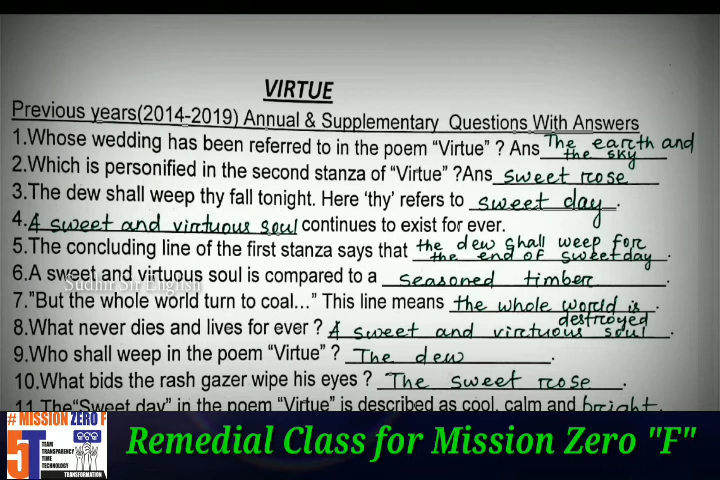 VIRTUE
Previous years(2014-2019) Annual & Supplementary Questions With Answers
1.Whose wedding has been referred to in the poem “Virtue” ? Ans The earth and the sky
2.Which is personified in the second stanza of “Virtue” ?Ans sweet rose
3.The dew shall weep thy fall tonight. Here ‘thy’ refers to sweet day.
4.A sweet and virtuous soul continues to exist for ever.
5.The concluding line of the first stanza says that the dew shall weep for the end of sweet day.
6.A sweet and virtuous soul is compared to a seasoned timber
Sudhir Sir English
7.”But the whole world turn to coal...” This line means the whole world is destroyed
8.What never dies and lives for ever ? A sweet and virtuous soul.
9.Who shall weep in the poem “Virtue” ? The dew.
10.What bids the rash gazer wipe his eyes ? The sweet rose.
11.The“Sweet day” in the poem “Virtue” is described as cool, calm and bright.
# MISSION ZERO F
5T
TEAM
TRANSPARENCY
TIME
TECHNOLOGY
TRANSFORMATION
Remedial Class for Mission Zero "F"